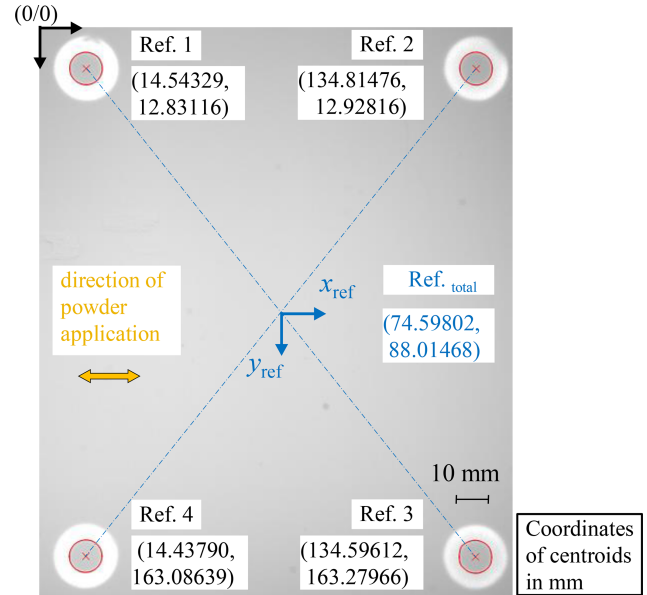 (0/0)
Ref. 1
(14.54329,
12.83116)
Ref. 2
(134.81476,
12.92816)
direction of
powder
application
x ref
y ref
Ref. total
(74.59802,
88.01468)
10 mm
Ref. 4
(14.43790,
163.08639)
Ref. 3
(134.59612,
163.27966)
Coordinates
of centroids
in mm